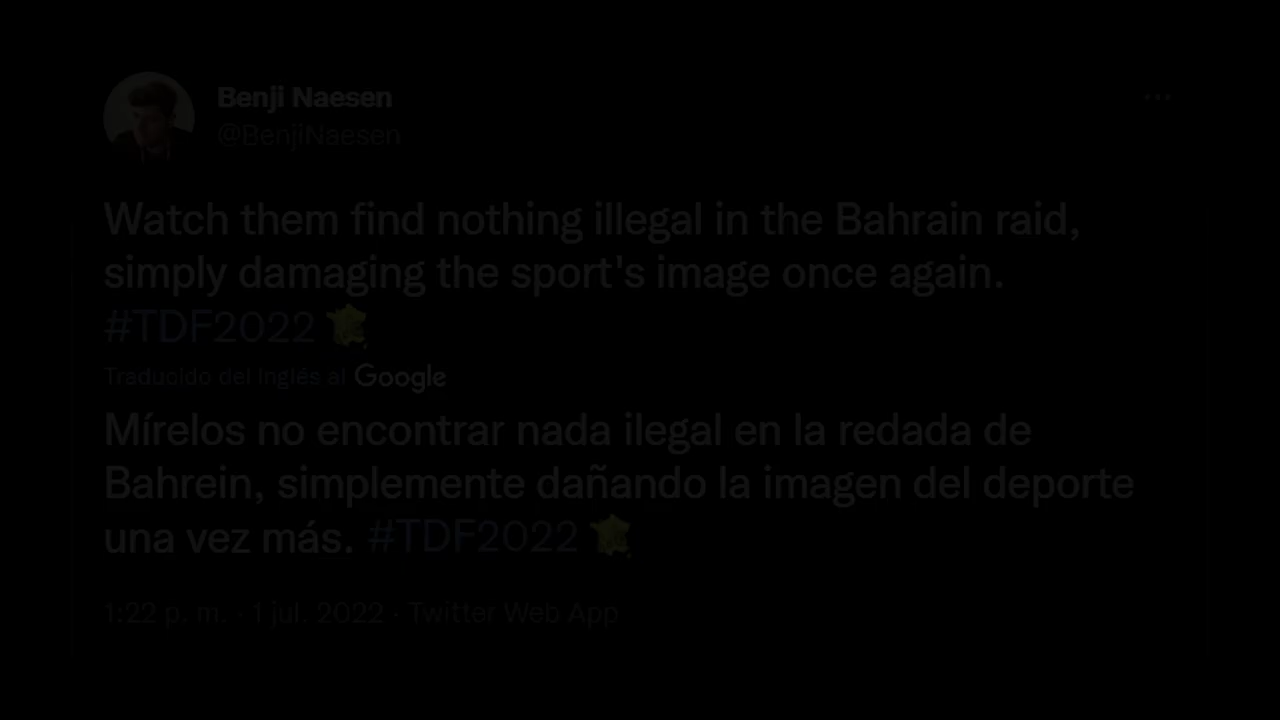 Benji Naesen
@BenjiNaesen
Watch them find nothing illegal in the Bahrain raid,
simply damaging the sport's image once again.
#TDF2022
Traducido del inglés al Google
Mírelos no encontrar nada ilegal en la redada de
Bahrein, simplemente dañando la imagen del deporte
una vez más. #TDF2022
1:22 p. m. · 1 jul. 2022 · Twitter Web App